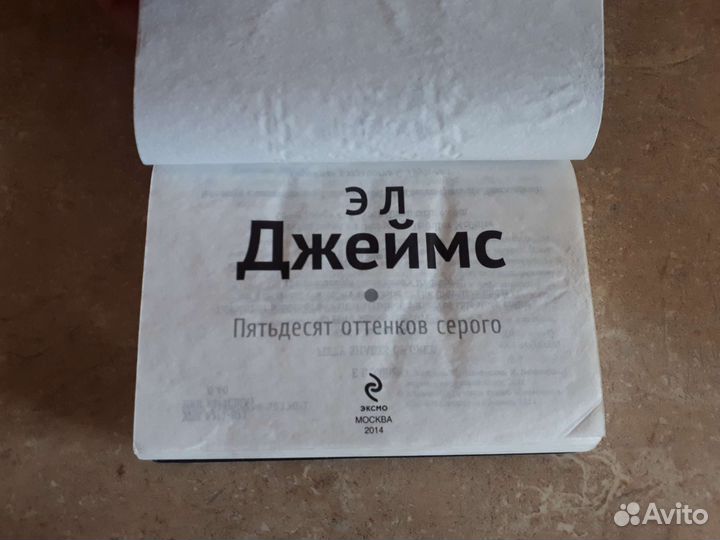 Э Л
Джеймс
Пятьдесят оттенков серого
ЭКСМО
МОСКВА
2014
Avito